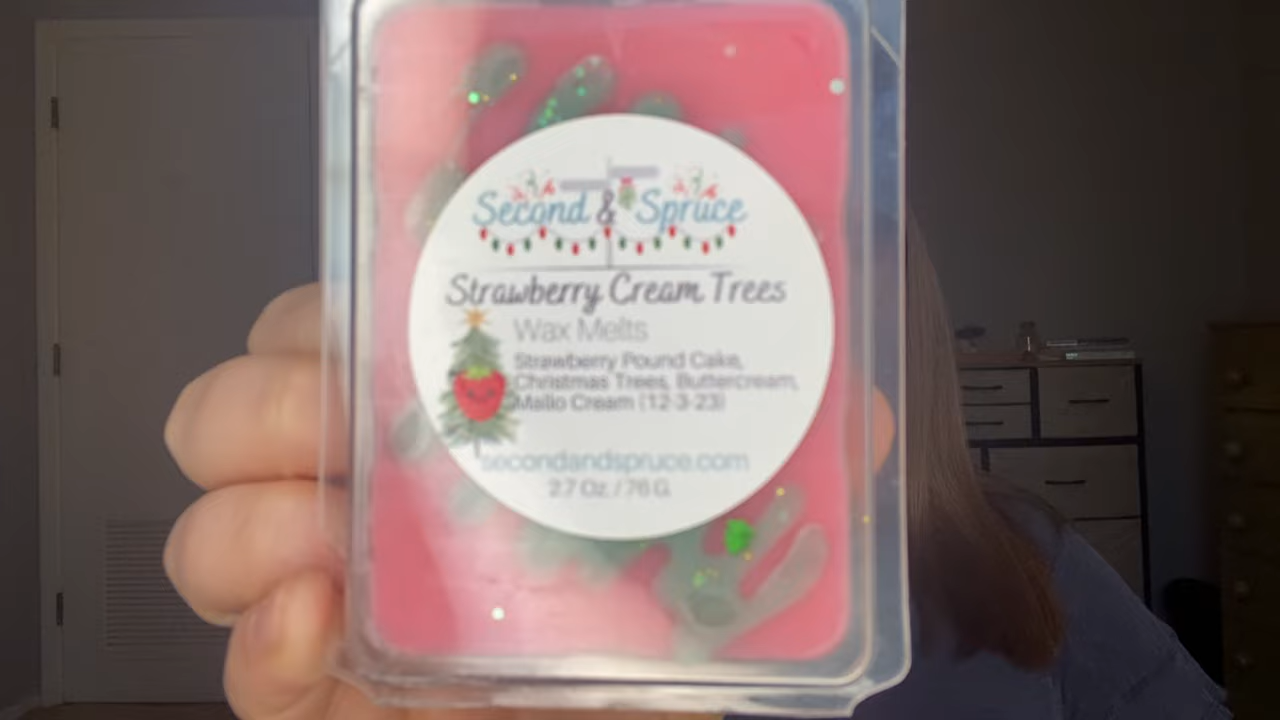 Second & Spruce
Strawberry Cream Trees
Wax Melts
Strawberry Pound Cake,
Christmas Trees, Buttercream,
Mallo Cream (12-3-23)
secondandspruce.com
2.7 Oz. / 76 G